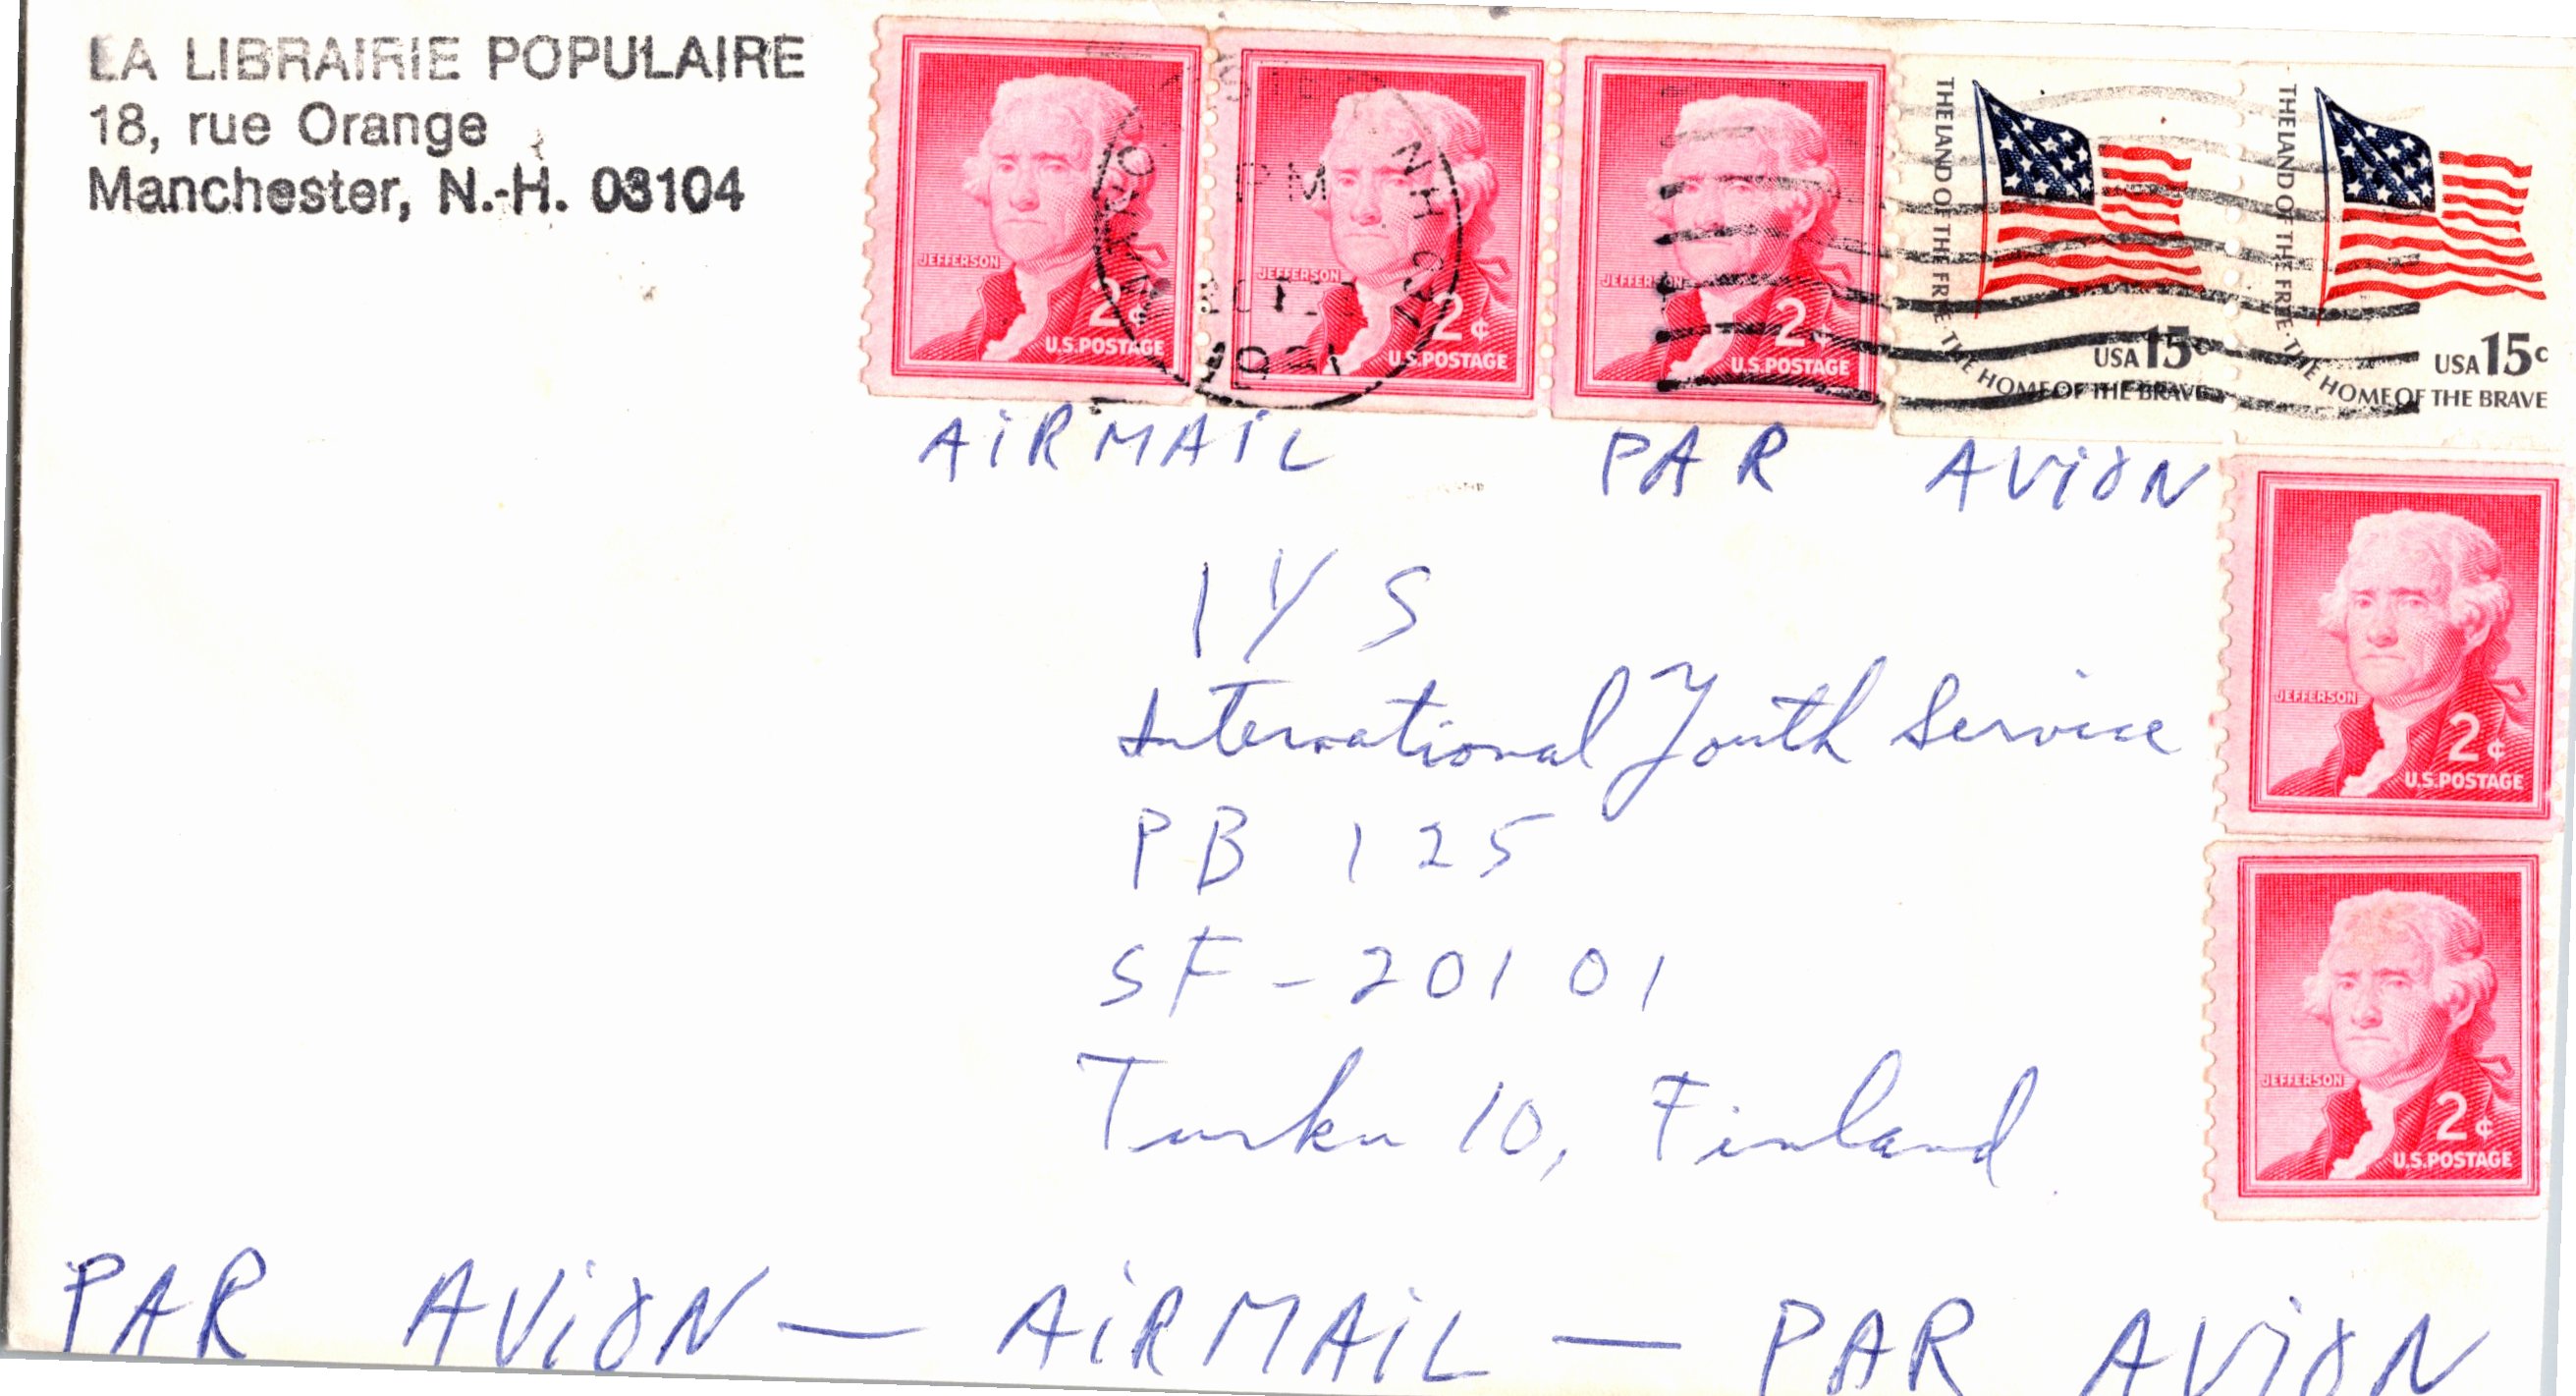 LA LIBRAIRIE POPULAIRE
18, rue Orange
Manchester, N.-H. 03104
JEFFERSON
2¢
U.S.POSTAGE
JEFFERSON
2¢
U.S.POSTAGE
JEFFERSON
2¢
U.S.POSTAGE
THE LAND OF THE FREE · THE HOME OF THE BRAVE
USA 15c
THE LAND OF THE FREE · THE HOME OF THE BRAVE
USA 15c
PM
NH
AiRMAiL PAR AViON
IYS
International Youth Service
PB 125
SF-20101
Turku 10, Finland
JEFFERSON
2¢
U.S.POSTAGE
JEFFERSON
2¢
U.S.POSTAGE
PAR AViON — AiRMAiL — PAR AViON